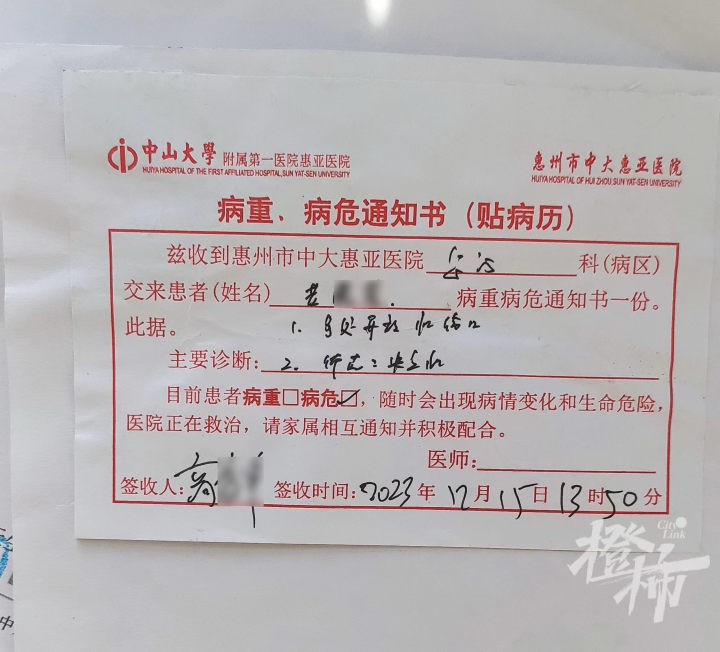 中山大學 附属第一医院惠亚医院
HUIYA HOSPITAL OF THE FIRST AFFILIATED HOSPITAL, SUN YAT-SEN UNIVERSITY
惠州市中大惠亚医院
HUIYA HOSPITAL OF HUI ZHOU, SUN YAT-SEN UNIVERSITY
病重、病危通知书（贴病历）
兹收到惠州市中大惠亚医院 科(病区)
交来患者(姓名) 病重病危通知书一份。
此据。 1. 多处开放
主要诊断: 2.
目前患者病重□病危☑，随时会出现病情变化和生命危险，
医院正在救治，请家属相互通知并积极配合。
医师:
签收人: 签收时间: 2023年12月15日13时50分
City Link
橙柿
中